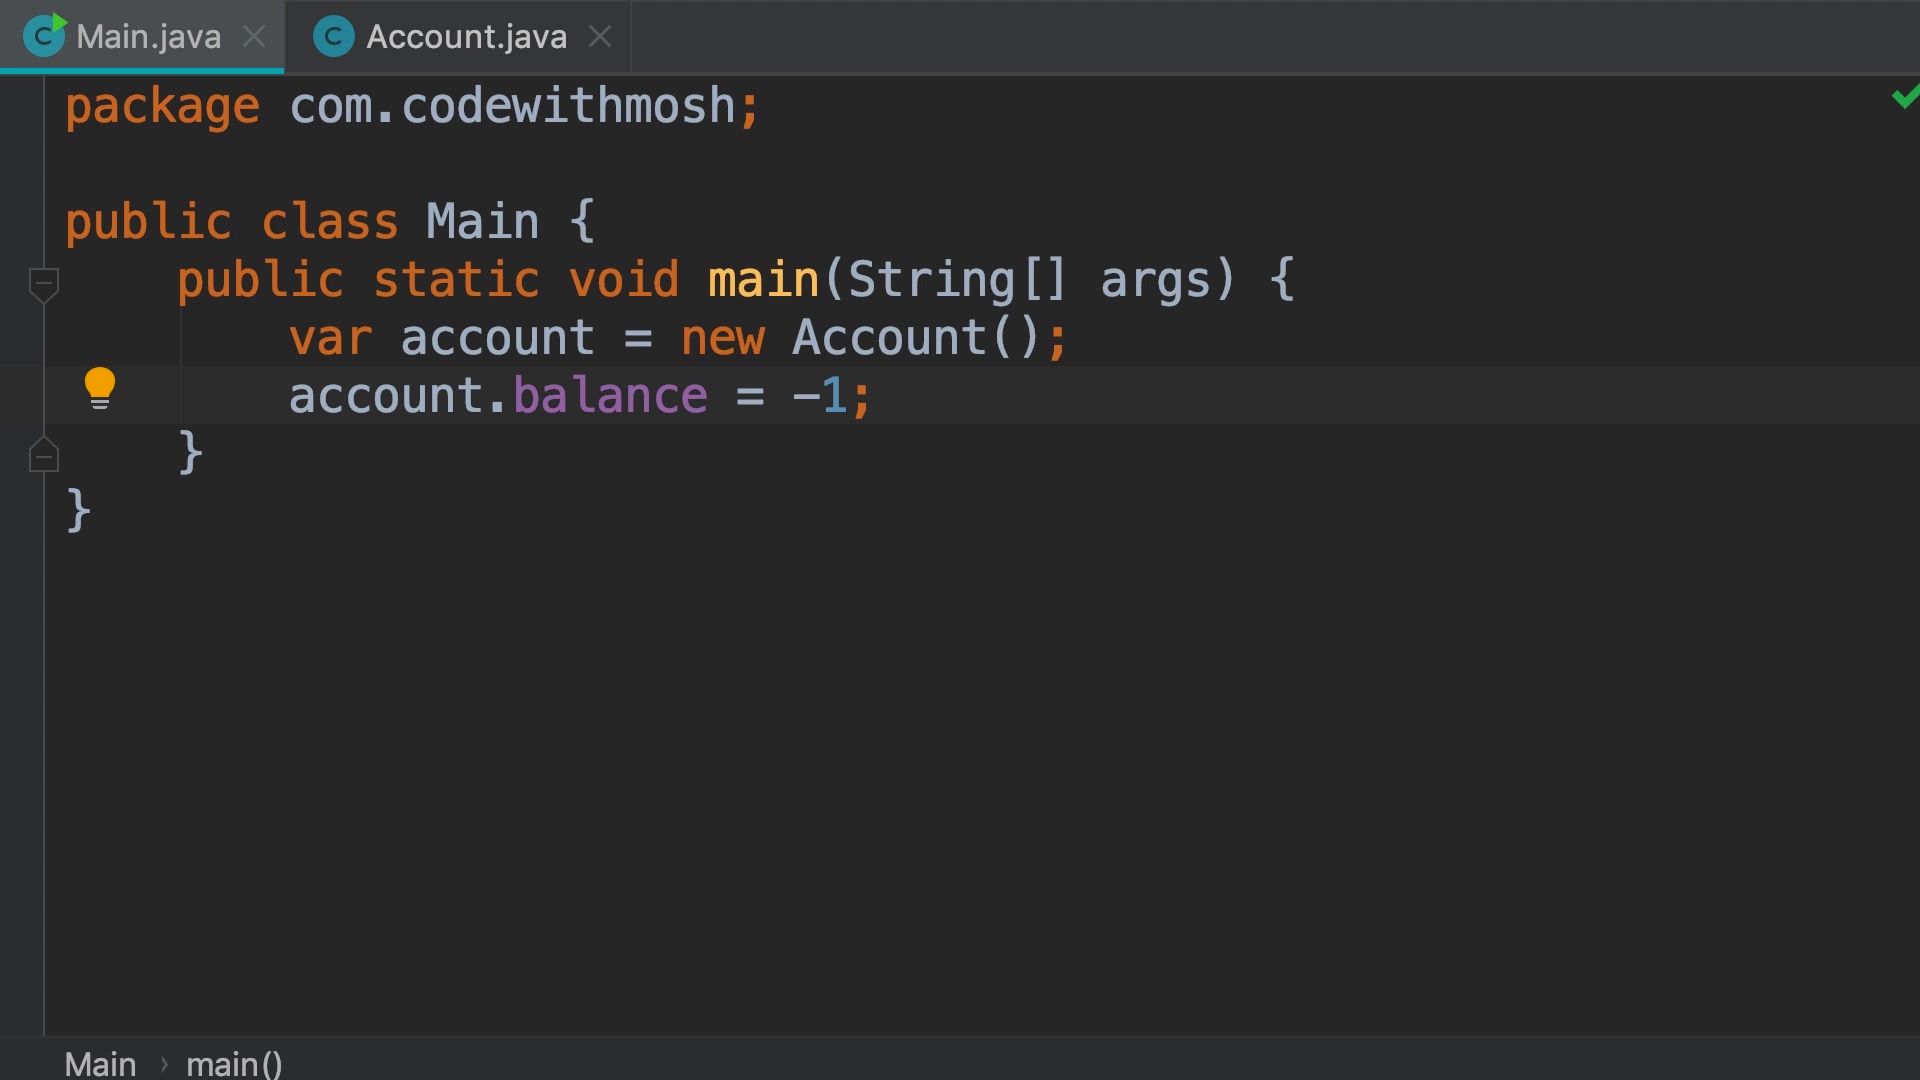 Main.java
Account.java
package com.codewithmosh;
public class Main {
    public static void main(String[] args) {
        var account = new Account();
        account.balance = -1;
    }
}
Main › main()